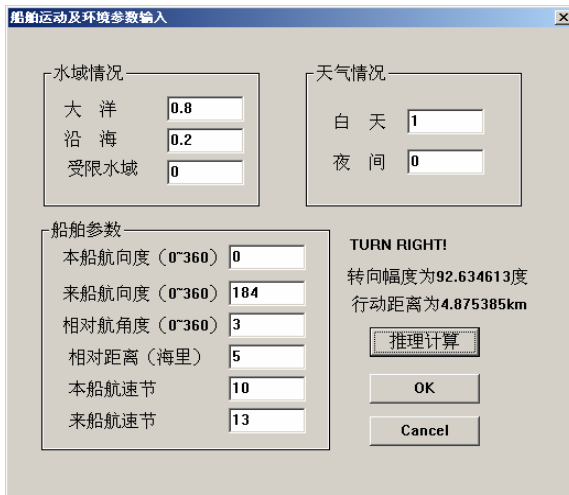 船舶运动及环境参数输入
水域情况
大 洋 0.8
沿 海 0.2
受限水域 0
天气情况
白 天 1
夜 间 0
船舶参数
本船航向度（0~360） 0
来船航向度（0~360） 184
相对航角度（0~360） 3
相对距离（海里） 5
本船航速节 10
来船航速节 13
TURN RIGHT!
转向幅度为92.634613度
行动距离为4.875385km
推理计算
OK
Cancel